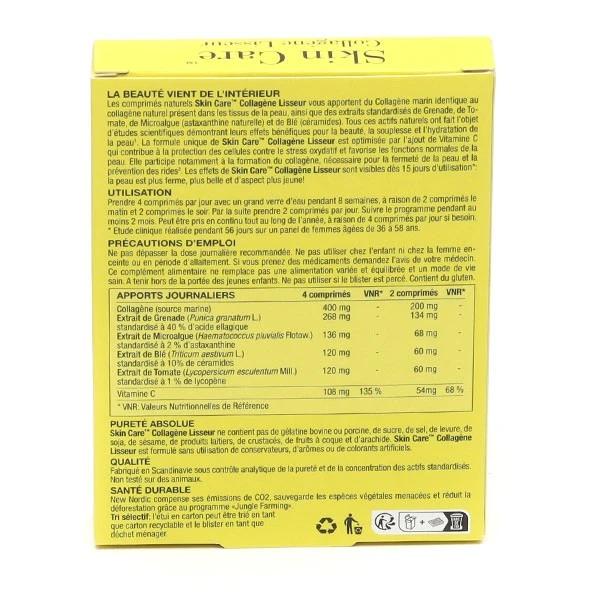 Skin Care™
Collagène Lisseur
LA BEAUTÉ VIENT DE L'INTÉRIEUR
Les comprimés naturels Skin Care™ Collagène Lisseur vous apportent du Collagène marin identique au
collagène naturel présent dans les tissus de la peau, ainsi que des extraits standardisés de Grenade, de To-
mate, de Microalgue (astaxanthine naturelle) et de Blé (céramides). Tous ces actifs naturels ont fait l'objet
d'études scientifiques démontrant leurs effets bénéfiques pour la beauté, la souplesse et l'hydratation de
la peau¹. La formule unique de Skin Care™ Collagène Lisseur est optimisée par l'ajout de Vitamine C
qui contribue à la protection des cellules contre le stress oxydatif et favorise les fonctions normales de la
peau. Elle participe notamment à la formation du collagène, nécessaire pour la fermeté de la peau et la
prévention des rides². Les effets de Skin Care™ Collagène Lisseur sont visibles dès 15 jours d'utilisation*:
la peau est plus ferme, plus belle et d'aspect plus jeune!
UTILISATION
Prendre 4 comprimés par jour avec un grand verre d'eau pendant 8 semaines, à raison de 2 comprimés le
matin et 2 comprimés le soir. Par la suite prendre 2 comprimés par jour. Suivre le programme pendant au
moins 2 mois. Peut être pris en continu tout au long de l'année, à raison de 4 comprimés par jour si besoin.
* Etude clinique réalisée pendant 56 jours sur un panel de femmes âgées de 36 à 58 ans.
PRÉCAUTIONS D'EMPLOI
Ne pas dépasser la dose journalière recommandée. Ne pas utiliser chez l'enfant ni chez la femme en-
ceinte ou en période d'allaitement. Si vous prenez des médicaments demandez l'avis de votre médecin.
Ce complément alimentaire ne remplace pas une alimentation variée et équilibrée et un mode de vie
sain. A tenir hors de la portée des jeunes enfants. Ne pas utiliser si le blister est percé. Contient du gluten.
APPORTS JOURNALIERS 4 comprimés VNR* 2 comprimés VNR*
Collagène (source marine) 400 mg - 200 mg -
Extrait de Grenade (Punica granatum L.) 268 mg - 134 mg -
standardisé à 40 % d'acide ellagique
Extrait de Microalgue (Haematococcus pluvialis Flotow.) 136 mg - 68 mg -
standardisé à 2 % d'astaxanthine
Extrait de Blé (Triticum aestivum L.) 120 mg - 60 mg -
standardisé à 10% de céramides
Extrait de Tomate (Lycopersicum esculentum Mill.) 120 mg - 60 mg -
standardisé à 1 % de lycopène
Vitamine C 108 mg 135 % 54mg 68 %
* VNR: Valeurs Nutritionnelles de Référence
PURETÉ ABSOLUE
Skin Care™ Collagène Lisseur ne contient pas de gélatine bovine ou porcine, de sucre, de sel, de levure, de
soja, de sésame, de produits laitiers, de crustacés, de fruits à coque et d'arachide. Skin Care™ Collagène
Lisseur est formulé sans utilisation de conservateurs, d'arômes ou de colorants artificiels.
QUALITÉ
Fabriqué en Scandinavie sous contrôle analytique de la pureté et de la concentration des actifs standardisés.
Non testé sur des animaux.
SANTÉ DURABLE
New Nordic compense ses émissions de CO2, sauvegarde les espèces végétales menacées et réduit la
déforestation grâce au programme «Jungle Farming».
Tri sélectif: l'étui en carton peut être trié en tant
que carton recyclable et le blister en tant que
déchet ménager.